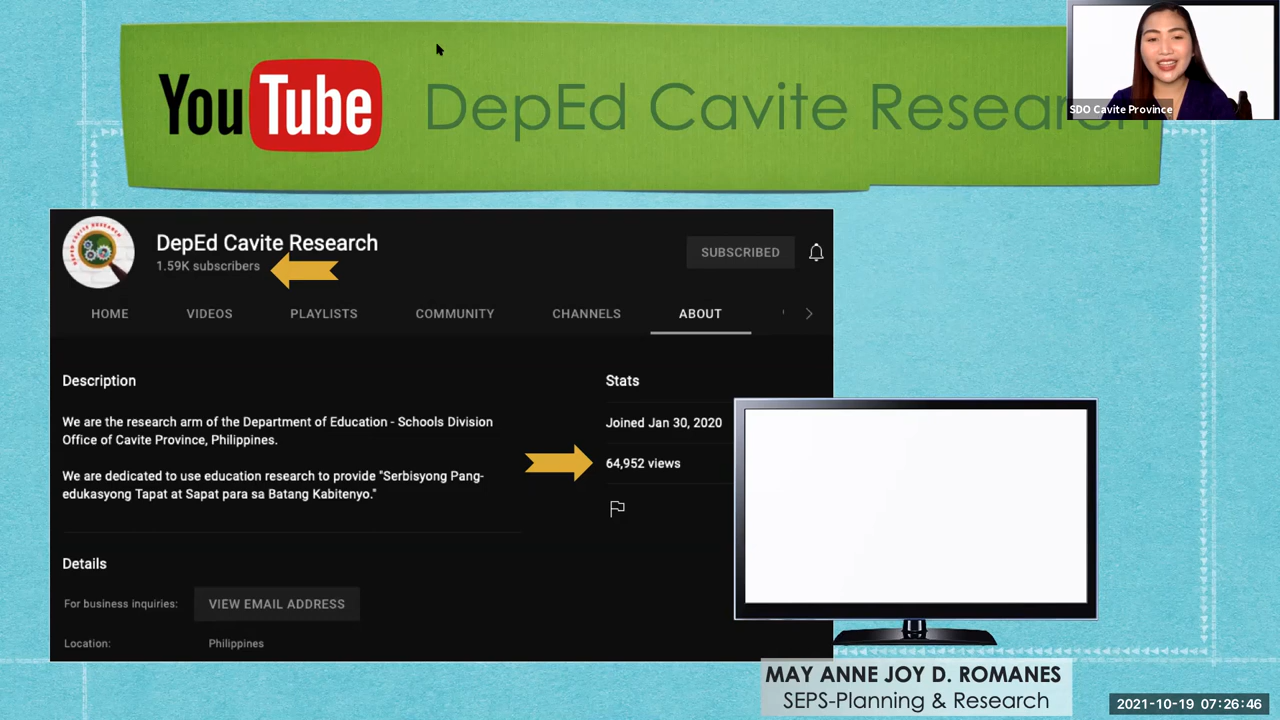 YouTube
DepEd Cavite Research
SDO Cavite Province
DepEd Cavite Research
1.59K subscribers
SUBSCRIBED
HOME VIDEOS PLAYLISTS COMMUNITY CHANNELS ABOUT
Description
We are the research arm of the Department of Education - Schools Division
Office of Cavite Province, Philippines.
We are dedicated to use education research to provide "Serbisyong Pang-
edukasyong Tapat at Sapat para sa Batang Kabitenyo."
Stats
Joined Jan 30, 2020
64,952 views
Details
For business inquiries: VIEW EMAIL ADDRESS
Location: Philippines
MAY ANNE JOY D. ROMANES
SEPS-Planning & Research
2021-10-19 07:26:46